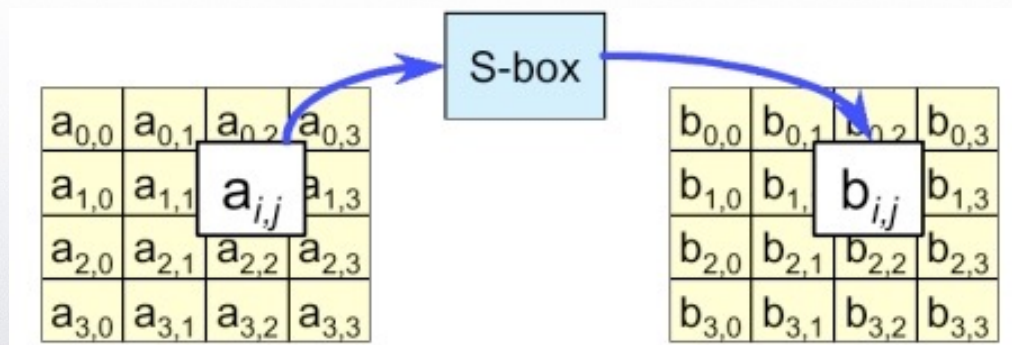 S-box
a0,0 a0,1 a0,2 a0,3
a1,0 a1,1 a1,3
ai,j
a2,0 a2,1 a2,2 a2,3
a3,0 a3,1 a3,2 a3,3
b0,0 b0,1 b0,2 b0,3
b1,0 b1, b1,3
bi,j
b2,0 b2,1 b2,2 b2,3
b3,0 b3,1 b3,2 b3,3